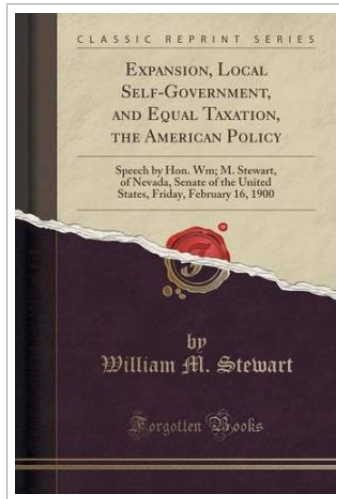 CLASSIC REPRINT SERIES
EXPANSION, LOCAL
SELF-GOVERNMENT,
AND EQUAL TAXATION,
THE AMERICAN POLICY
Speech by Hon. Wm; M. Stewart,
of Nevada, Senate of the United
States, Friday, February 16, 1900
by
William M. Stewart
Forgotten Books